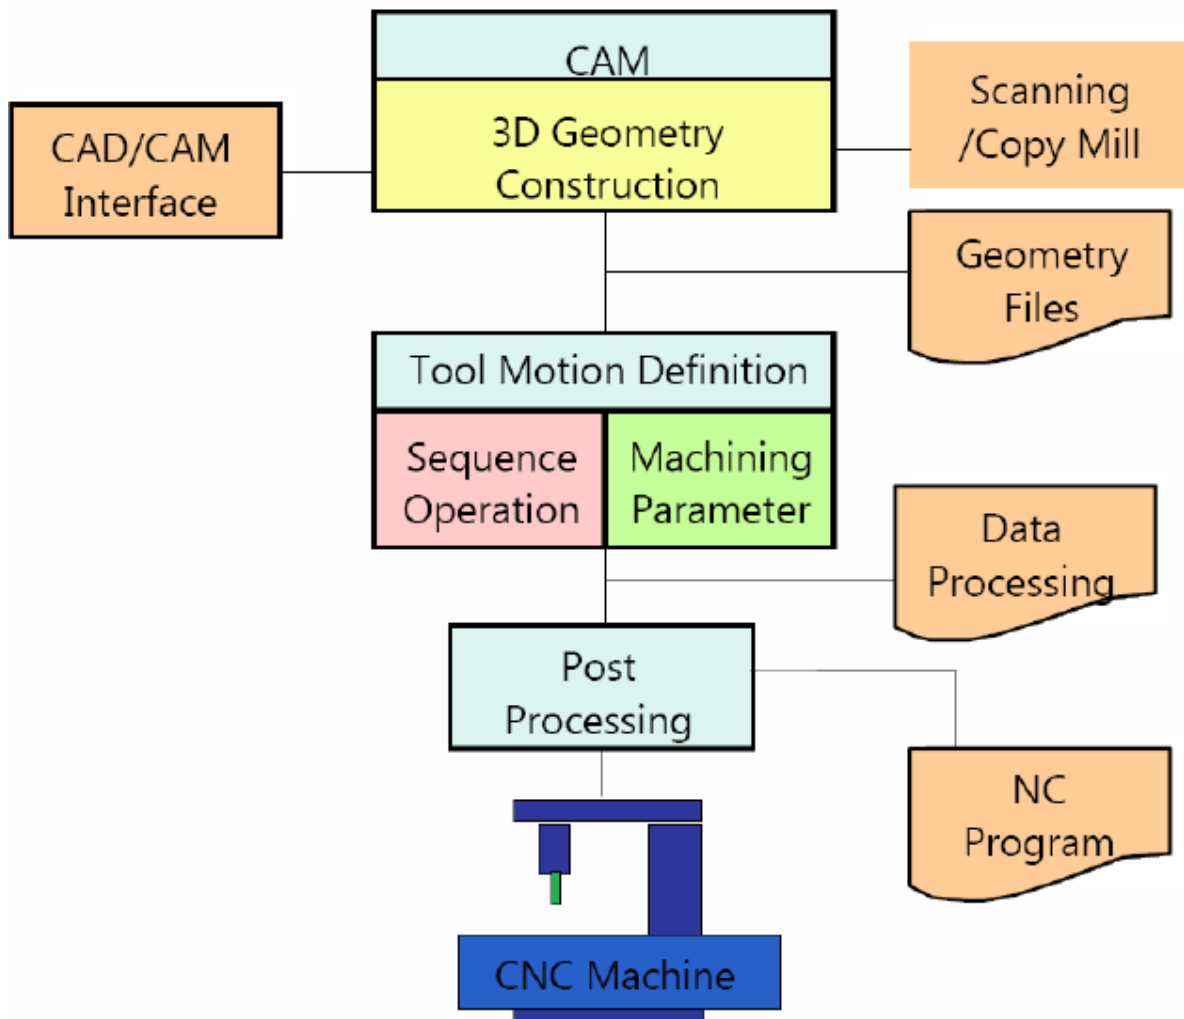 CAM
3D Geometry
Construction
CAD/CAM
Interface
Scanning
/Copy Mill
Geometry
Files
Tool Motion Definition
Sequence
Operation
Machining
Parameter
Data
Processing
Post
Processing
NC
Program
CNC Machine